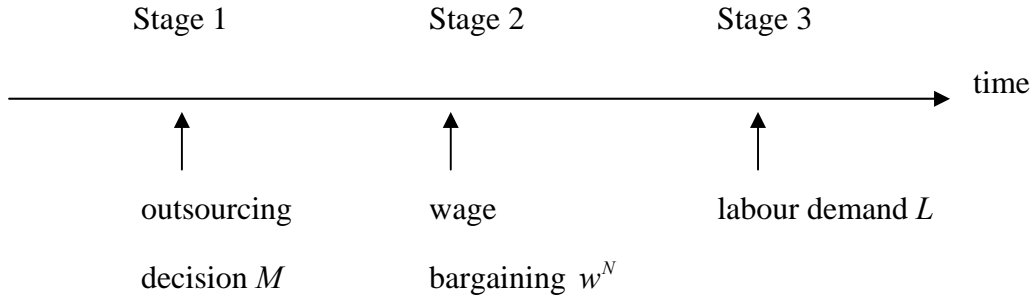 Stage 1 Stage 2 Stage 3
time
outsourcing wage labour demand L
decision M bargaining w^N